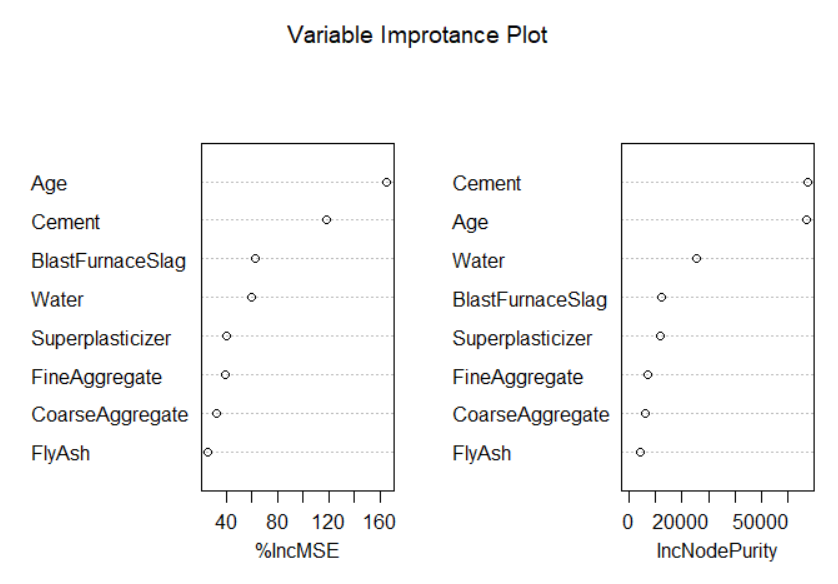 Variable Improtance Plot
Age
Cement
BlastFurnaceSlag
Water
Superplasticizer
FineAggregate
CoarseAggregate
FlyAsh
40 80 120 160
%IncMSE
Cement
Age
Water
BlastFurnaceSlag
Superplasticizer
FineAggregate
CoarseAggregate
FlyAsh
0 20000 50000
IncNodePurity